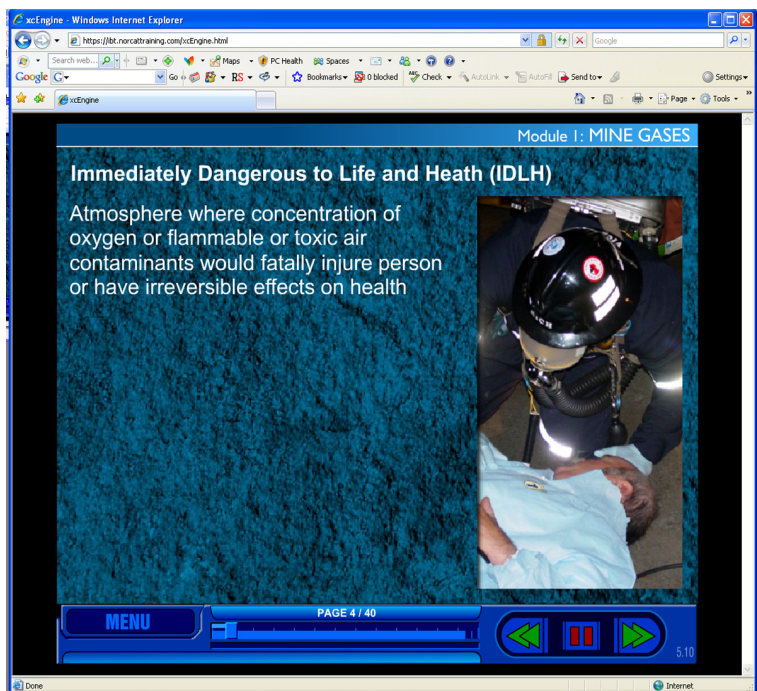 xcEngine - Windows Internet Explorer
https://ibt.norcattraining.com/xcEngine.html
Google
Search web...
Maps
PC Health
Spaces
Google
G
Go
RS
Bookmarks
0 blocked
Check
AutoLink
AutoFill
Send to
Settings
xcEngine
Page
Tools
Module 1: MINE GASES
Immediately Dangerous to Life and Heath (IDLH)
Atmosphere where concentration of
oxygen or flammable or toxic air
contaminants would fatally injure person
or have irreversible effects on health
MENU
PAGE 4 / 40
5.10
Done
Internet